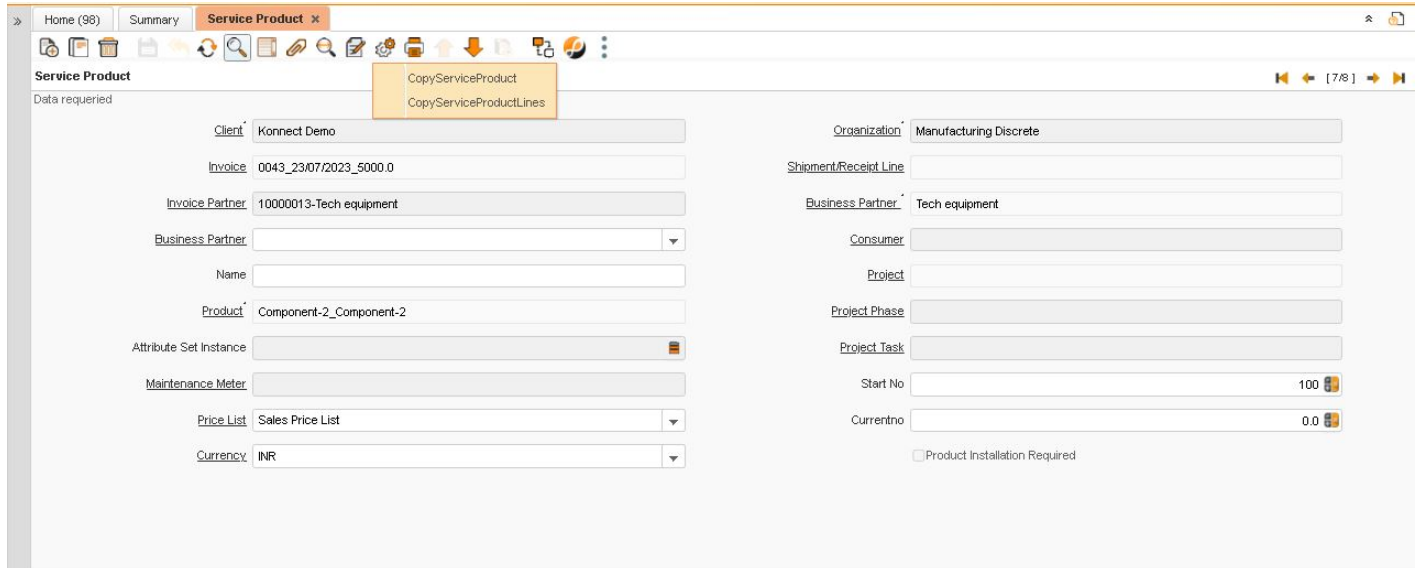 » Home (98) Summary Service Product ×
Service Product [7/8]
CopyServiceProduct
CopyServiceProductLines
Data requeried
Client Konnect Demo Organization Manufacturing Discrete
Invoice 0043_23/07/2023_5000.0 Shipment/Receipt Line
Invoice Partner 10000013-Tech equipment Business Partner Tech equipment
Business Partner Consumer
Name Project
Product Component-2_Component-2 Project Phase
Attribute Set Instance Project Task
Maintenance Meter Start No 100
Price List Sales Price List Currentno 0.0
Currency INR Product Installation Required